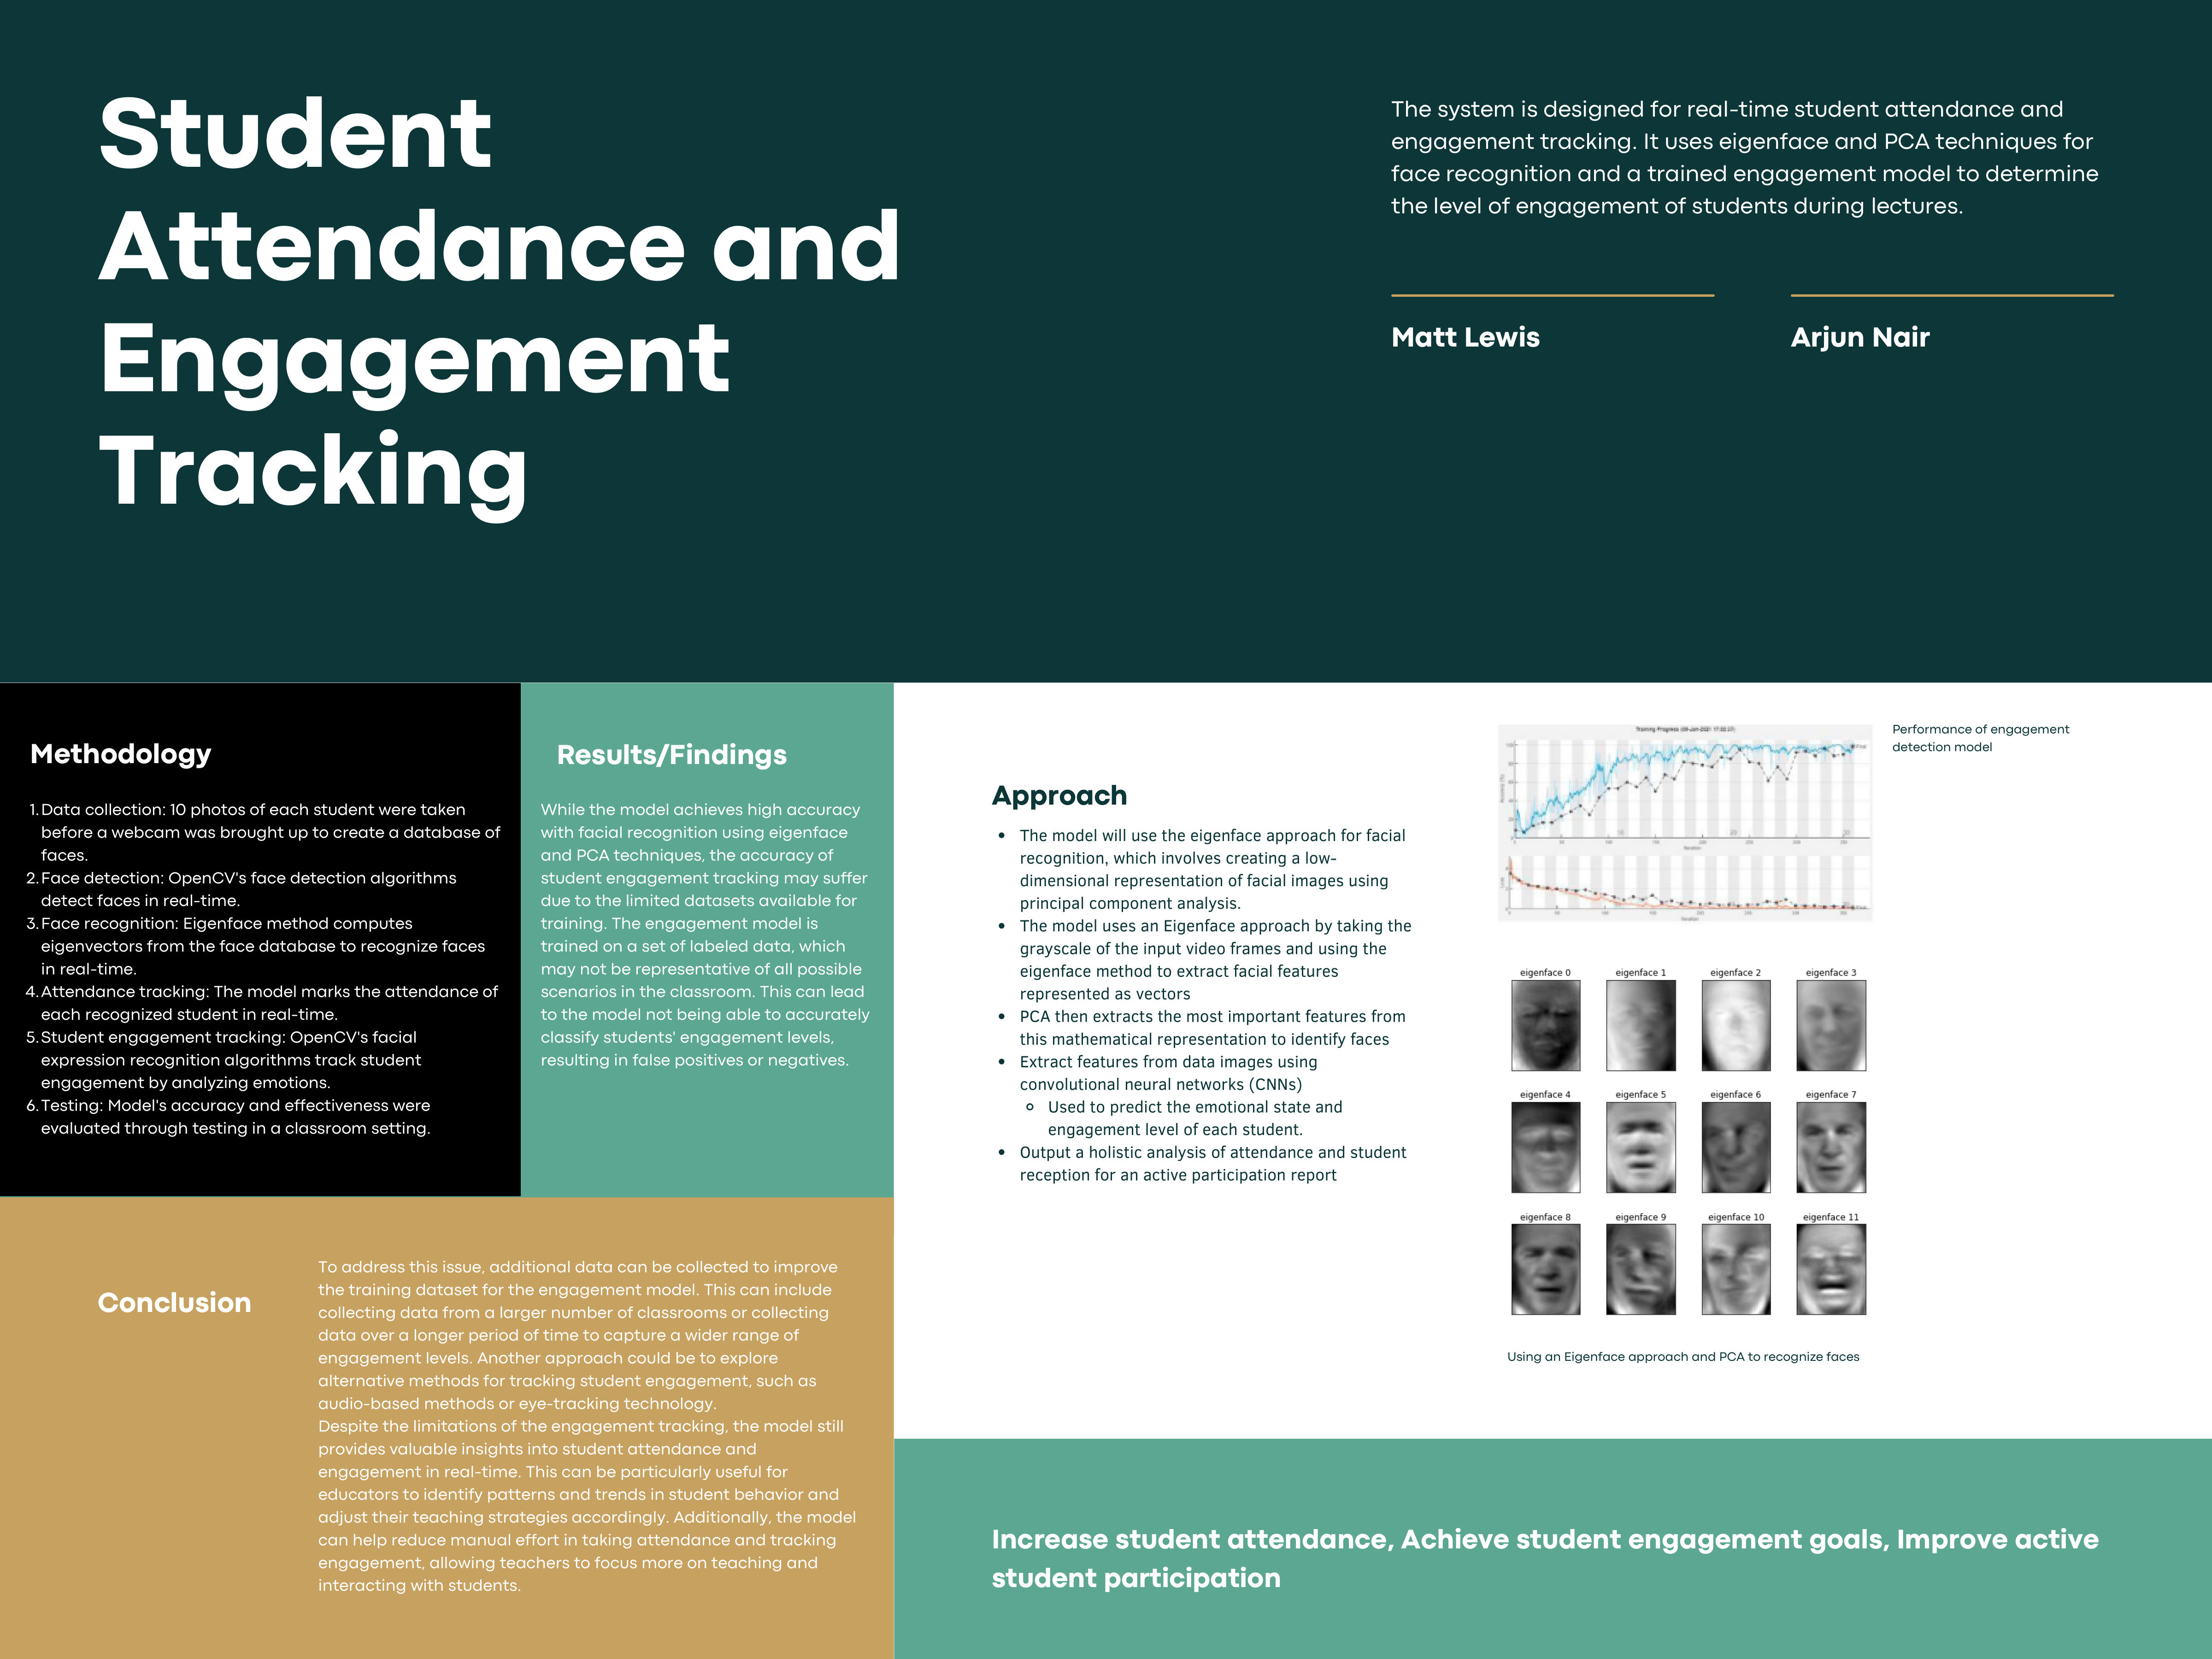 Student
Attendance and
Engagement
Tracking
The system is designed for real-time student attendance and
engagement tracking. It uses eigenface and PCA techniques for
face recognition and a trained engagement model to determine
the level of engagement of students during lectures.
Matt Lewis
Arjun Nair
Methodology
1. Data collection: 10 photos of each student were taken
before a webcam was brought up to create a database of
faces.
2. Face detection: OpenCV's face detection algorithms
detect faces in real-time.
3. Face recognition: Eigenface method computes
eigenvectors from the face database to recognize faces
in real-time.
4. Attendance tracking: The model marks the attendance of
each recognized student in real-time.
5. Student engagement tracking: OpenCV's facial
expression recognition algorithms track student
engagement by analyzing emotions.
6. Testing: Model's accuracy and effectiveness were
evaluated through testing in a classroom setting.
Results/Findings
While the model achieves high accuracy
with facial recognition using eigenface
and PCA techniques, the accuracy of
student engagement tracking may suffer
due to the limited datasets available for
training. The engagement model is
trained on a set of labeled data, which
may not be representative of all possible
scenarios in the classroom. This can lead
to the model not being able to accurately
classify students' engagement levels,
resulting in false positives or negatives.
Conclusion
To address this issue, additional data can be collected to improve
the training dataset for the engagement model. This can include
collecting data from a larger number of classrooms or collecting
data over a longer period of time to capture a wider range of
engagement levels. Another approach could be to explore
alternative methods for tracking student engagement, such as
audio-based methods or eye-tracking technology.
Despite the limitations of the engagement tracking, the model still
provides valuable insights into student attendance and
engagement in real-time. This can be particularly useful for
educators to identify patterns and trends in student behavior and
adjust their teaching strategies accordingly. Additionally, the model
can help reduce manual effort in taking attendance and tracking
engagement, allowing teachers to focus more on teaching and
interacting with students.
Approach
• The model will use the eigenface approach for facial
recognition, which involves creating a low-
dimensional representation of facial images using
principal component analysis.
• The model uses an Eigenface approach by taking the
grayscale of the input video frames and using the
eigenface method to extract facial features
represented as vectors
• PCA then extracts the most important features from
this mathematical representation to identify faces
• Extract features from data images using
convolutional neural networks (CNNs)
◦ Used to predict the emotional state and
engagement level of each student.
• Output a holistic analysis of attendance and student
reception for an active participation report
Training Progress
Performance of engagement
detection model
eigenface 0 eigenface 1 eigenface 2 eigenface 3
eigenface 4 eigenface 5 eigenface 6 eigenface 7
eigenface 8 eigenface 9 eigenface 10 eigenface 11
Using an Eigenface approach and PCA to recognize faces
Increase student attendance, Achieve student engagement goals, Improve active
student participation